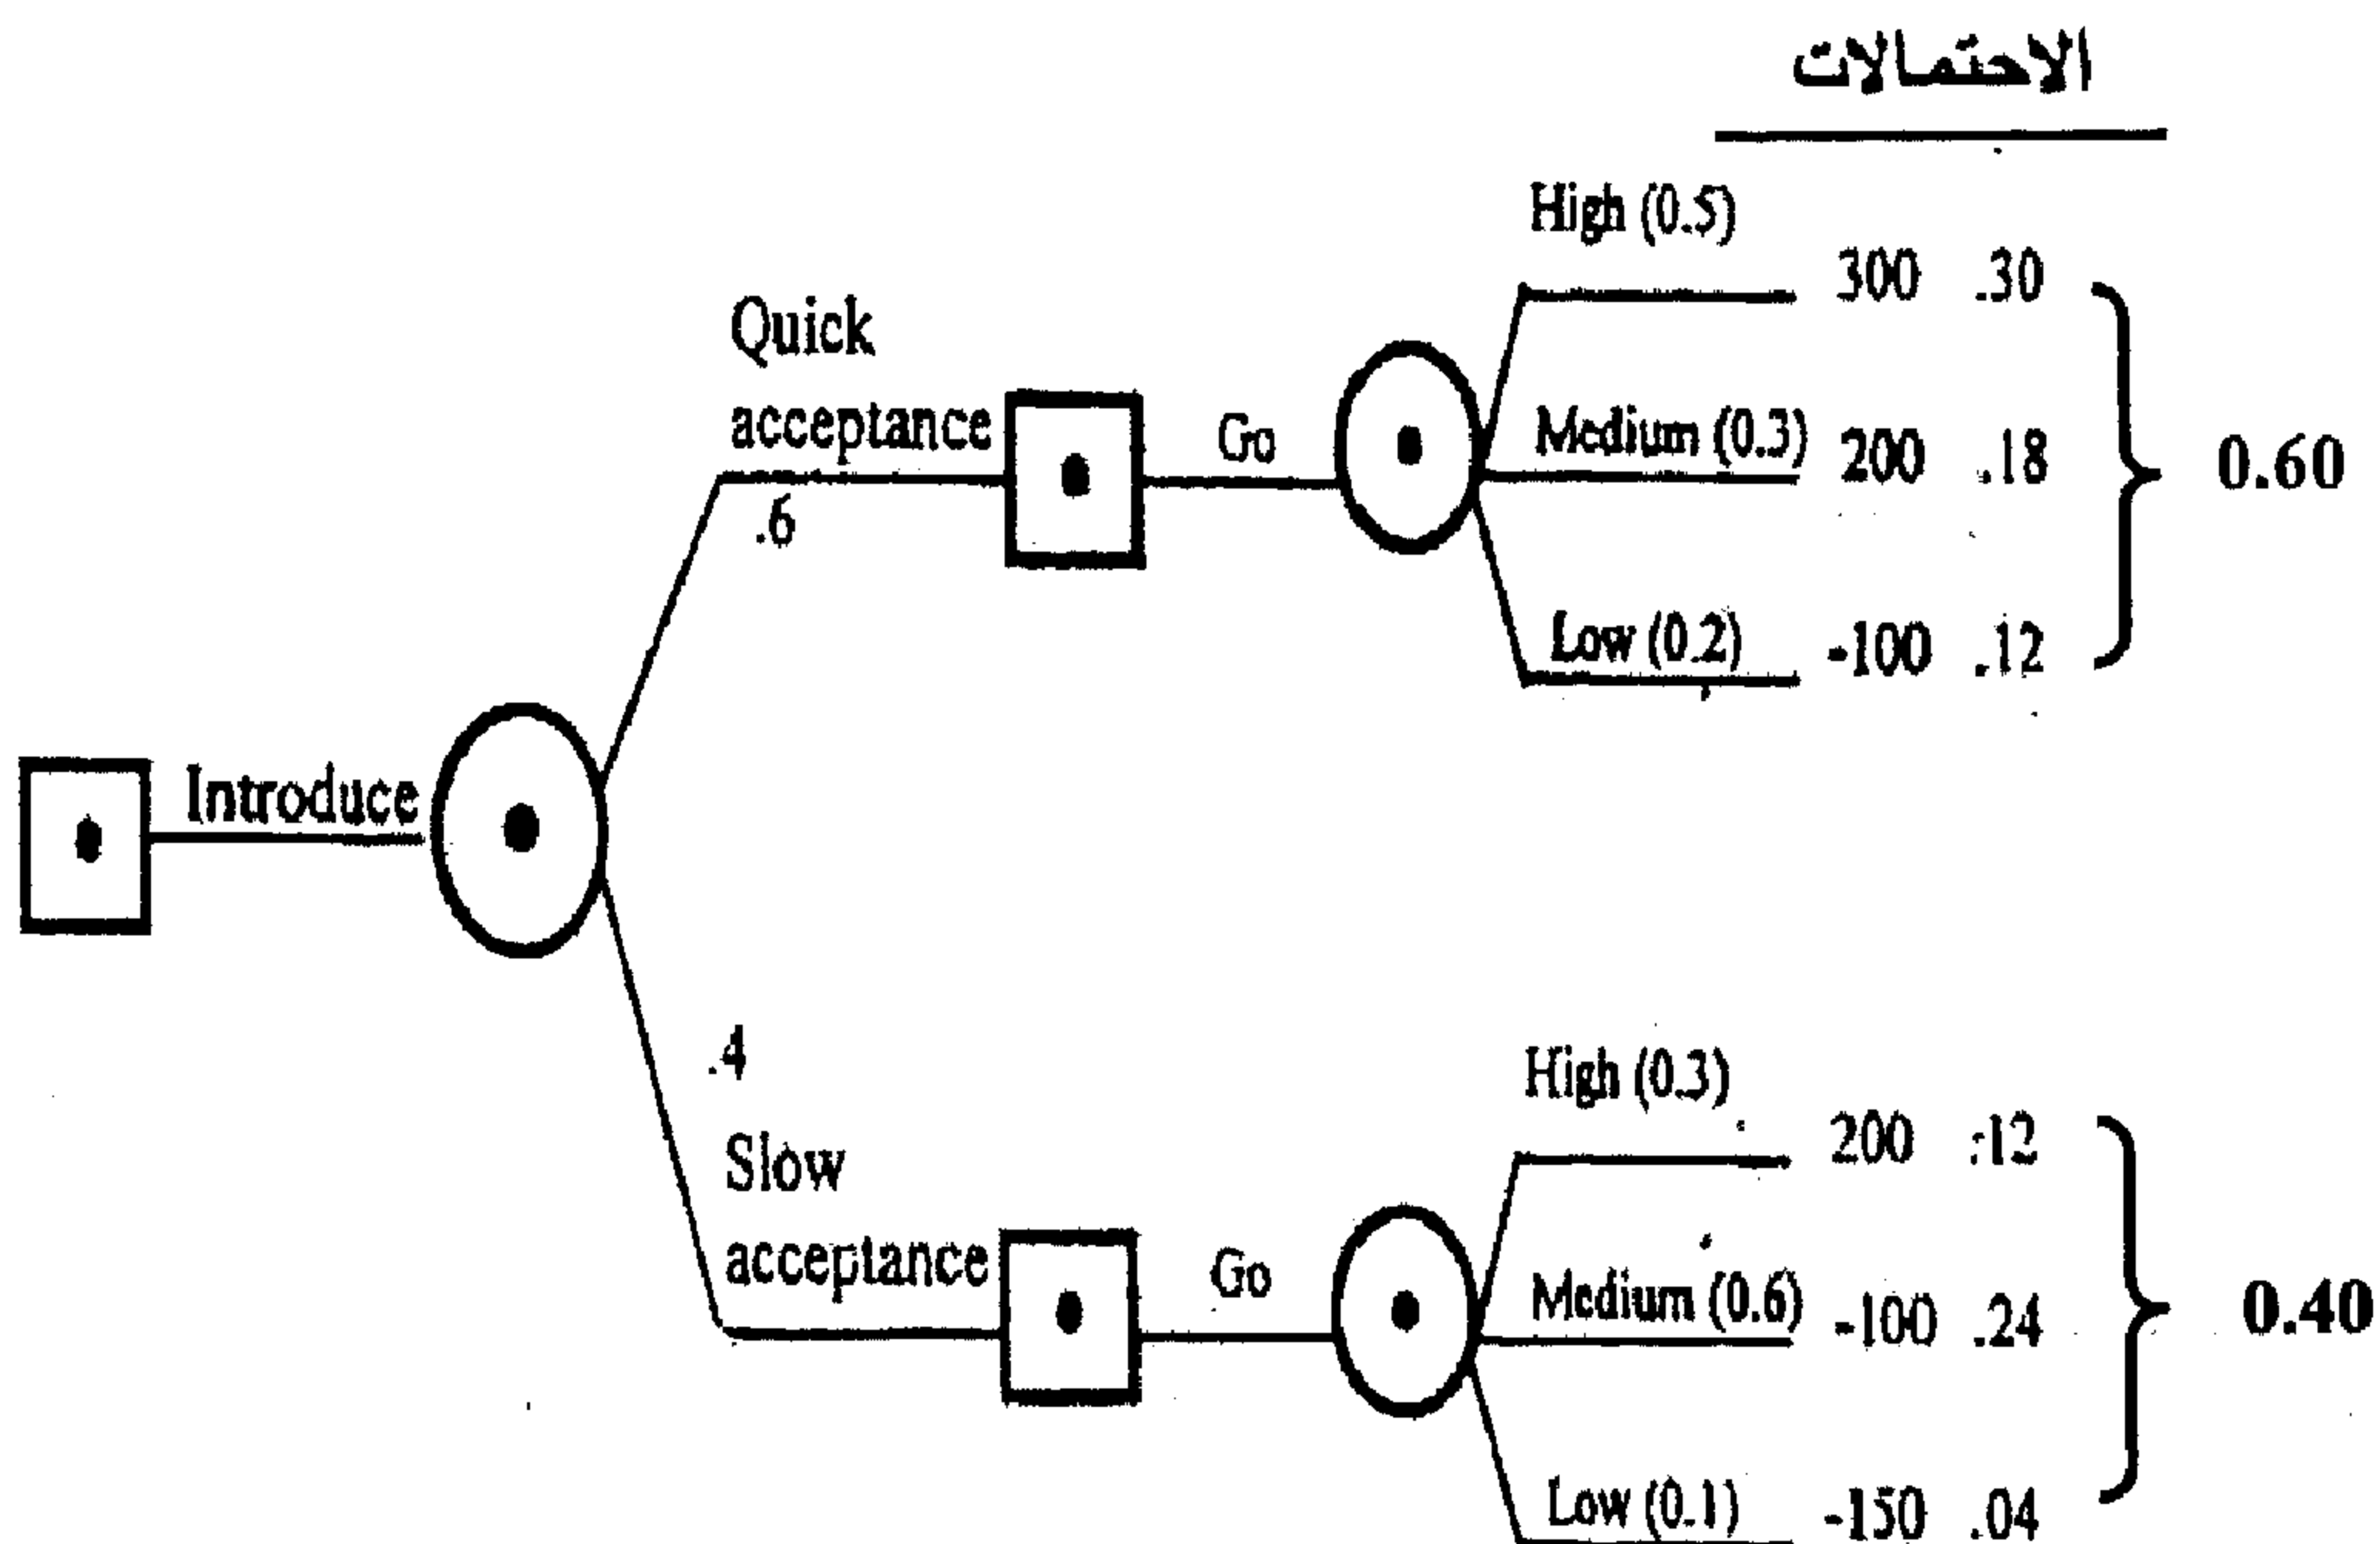 الاحتمالات
High (0.5)
300 .30
Quick
acceptance
.6
Go
Medium (0.3) 200 .18
0.60
Low (0.2) -100 .12
Introduce
.4
Slow
acceptance
Go
High (0.3)
200 .12
Medium (0.6) -100 .24
0.40
Low (0.1) -150 .04